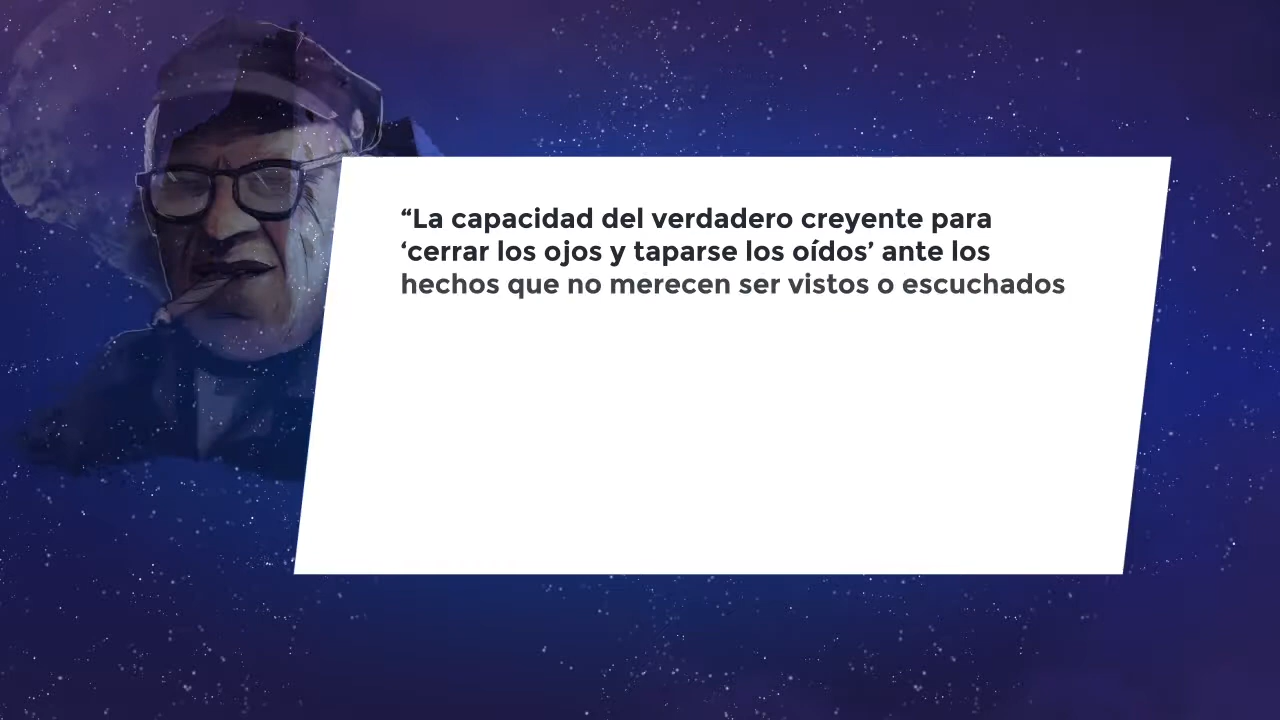 “La capacidad del verdadero creyente para
‘cerrar los ojos y taparse los oídos’ ante los
hechos que no merecen ser vistos o escuchados